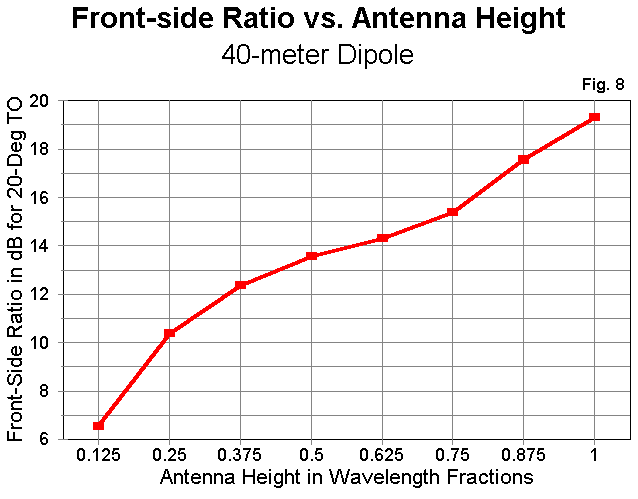 Front-side Ratio vs. Antenna Height
40-meter Dipole
Fig. 8
Front-Side Ratio in dB for 20-Deg TO
20
18
16
14
12
10
8
6
0.125 0.25 0.375 0.5 0.625 0.75 0.875 1
Antenna Height in Wavelength Fractions